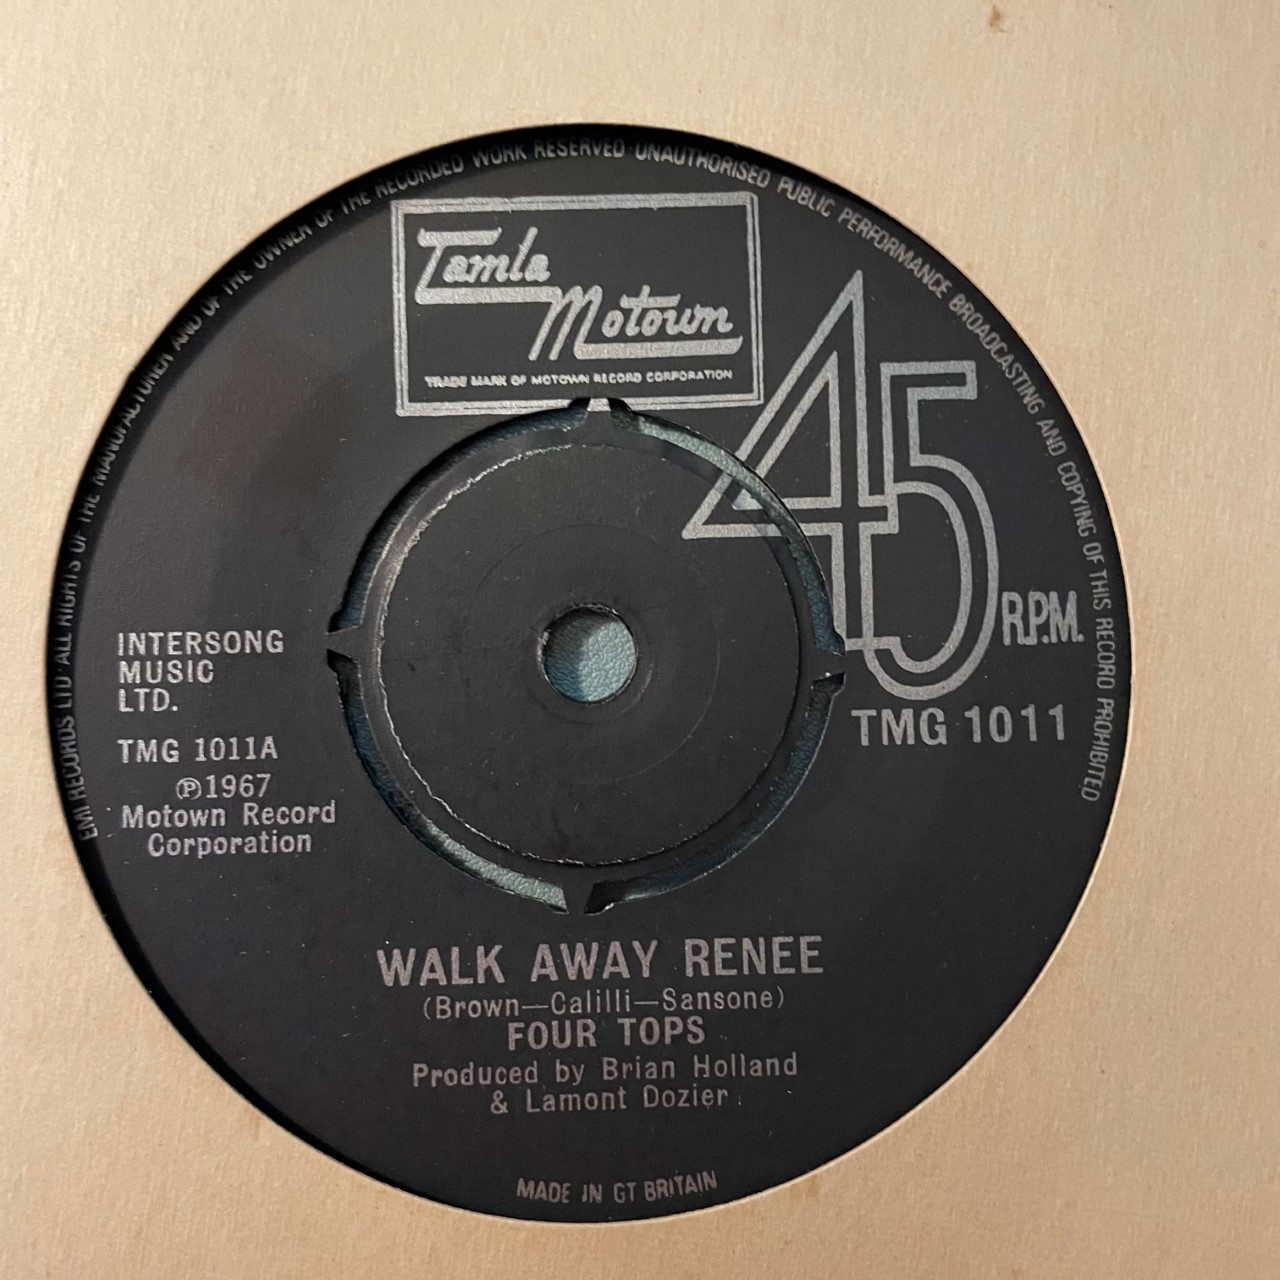 EMI RECORDS LTD · ALL RIGHTS OF THE MANUFACTURER AND OF THE OWNER OF THE RECORDED WORK RESERVED · UNAUTHORISED PUBLIC PERFORMANCE BROADCASTING AND COPYING OF THIS RECORD PROHIBITED
Tamla
Motown
TRADE MARK OF MOTOWN RECORD CORPORATION
45
R.P.M.
TMG 1011
INTERSONG
MUSIC
LTD.
TMG 1011A
℗1967
Motown Record
Corporation
WALK AWAY RENEE
(Brown—Calilli—Sansone)
FOUR TOPS
Produced by Brian Holland
& Lamont Dozier
MADE IN GT BRITAIN